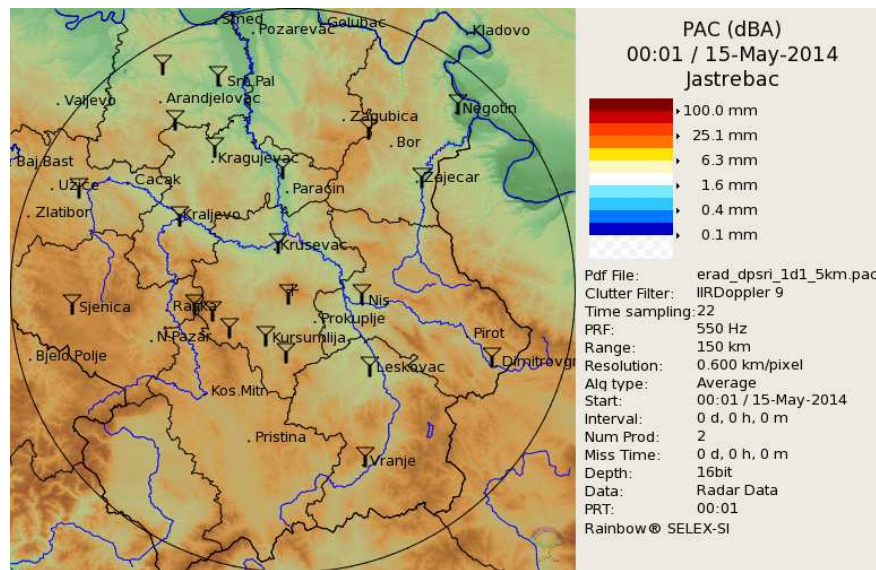 Smed
Pozarevac
Golubac
Kladovo
Sm.Pal
Valjevo
Arandjelovac
Zagubica
Negotin
Bor
Baj.Bast
Kragujevac
Uzice
Cacak
Paracin
Zajecar
Zlatibor
Kraljevo
Krusevac
Sjenica
Raska
Nis
Prokuplje
N Pazar
Kursumlija
Pirot
Bjelo Polje
Leskovac
Dimitrovgr
Kos.Mitr
Pristina
Vranje
PAC (dBA)
00:01 / 15-May-2014
Jastrebac
100.0 mm
25.1 mm
6.3 mm
1.6 mm
0.4 mm
0.1 mm
Pdf File: erad_dpsri_1d1_5km.pac
Clutter Filter: IIRDoppler 9
Time sampling:22
PRF: 550 Hz
Range: 150 km
Resolution: 0.600 km/pixel
Alg type: Average
Start: 00:01 / 15-May-2014
Interval: 0 d, 0 h, 0 m
Num Prod: 2
Miss Time: 0 d, 0 h, 0 m
Depth: 16bit
Data: Radar Data
PRT: 00:01
Rainbow® SELEX-SI